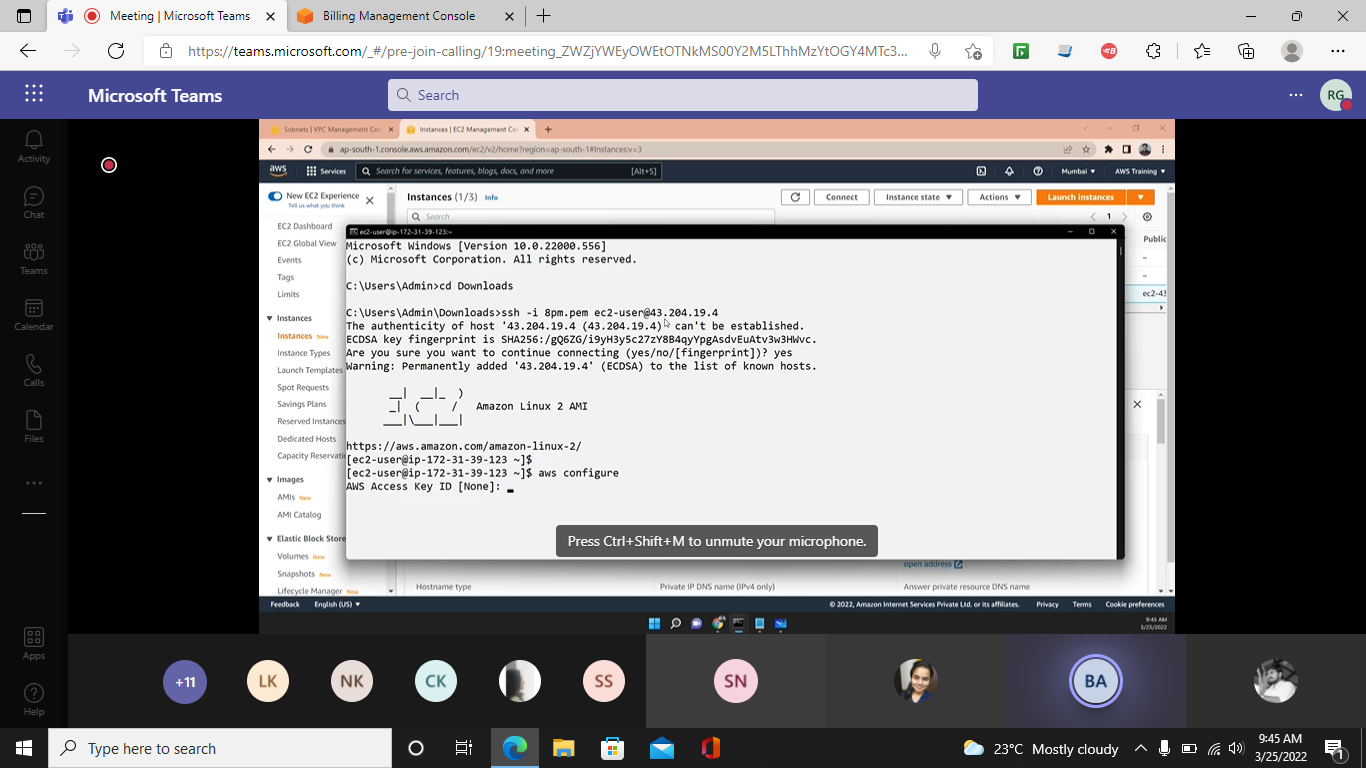 Meeting | Microsoft Teams
Billing Management Console
https://teams.microsoft.com/_#/pre-join-calling/19:meeting_ZWZjYWEyOWEtOTNkMS00Y2M5LThhMzYtOGY4MTc3...
Microsoft Teams
Search
RG
Activity
Chat
Teams
Calendar
Calls
Files
Apps
Help
Subnets | VPC Management Con
Instances | EC2 Management Co
ap-south-1.console.aws.amazon.com/ec2/v2/home?region=ap-south-1#Instances:v=3
aws
Services
Search for services, features, blogs, docs, and more
[Alt+S]
Mumbai
AWS Training
New EC2 Experience
Tell us what you think
EC2 Dashboard
EC2 Global View
Events
Tags
Limits
Instances
Instances New
Instance Types
Launch Templates
Spot Requests
Savings Plans
Reserved Instances
Dedicated Hosts
Capacity Reservati
Images
AMIs New
AMI Catalog
Elastic Block Store
Volumes New
Snapshots New
Lifecycle Manager New
Instances (1/3) Info
Connect
Instance state
Actions
Launch instances
Search
1
Public
ec2-43
ec2-user@ip-172-31-39-123:~
Microsoft Windows [Version 10.0.22000.556]
(c) Microsoft Corporation. All rights reserved.
C:\Users\Admin>cd Downloads
C:\Users\Admin\Downloads>ssh -i 8pm.pem ec2-user@43.204.19.4
The authenticity of host '43.204.19.4 (43.204.19.4)' can't be established.
ECDSA key fingerprint is SHA256:/gQ6ZG/i9yH3y5c27zY8B4qyYpgAsdvEuAtv3w3HWvc.
Are you sure you want to continue connecting (yes/no/[fingerprint])? yes
Warning: Permanently added '43.204.19.4' (ECDSA) to the list of known hosts.
__| __|_ )
_| ( / Amazon Linux 2 AMI
___|\___|___|
https://aws.amazon.com/amazon-linux-2/
[ec2-user@ip-172-31-39-123 ~]$
[ec2-user@ip-172-31-39-123 ~]$ aws configure
AWS Access Key ID [None]:
Press Ctrl+Shift+M to unmute your microphone.
open address
Hostname type
Private IP DNS name (IPv4 only)
Answer private resource DNS name
Feedback
English (US)
© 2022, Amazon Internet Services Private Ltd. or its affiliates.
Privacy
Terms
Cookie preferences
9:45 AM
3/25/2022
+11
LK
NK
CK
SS
SN
BA
Type here to search
23°C Mostly cloudy
9:45 AM
3/25/2022
1